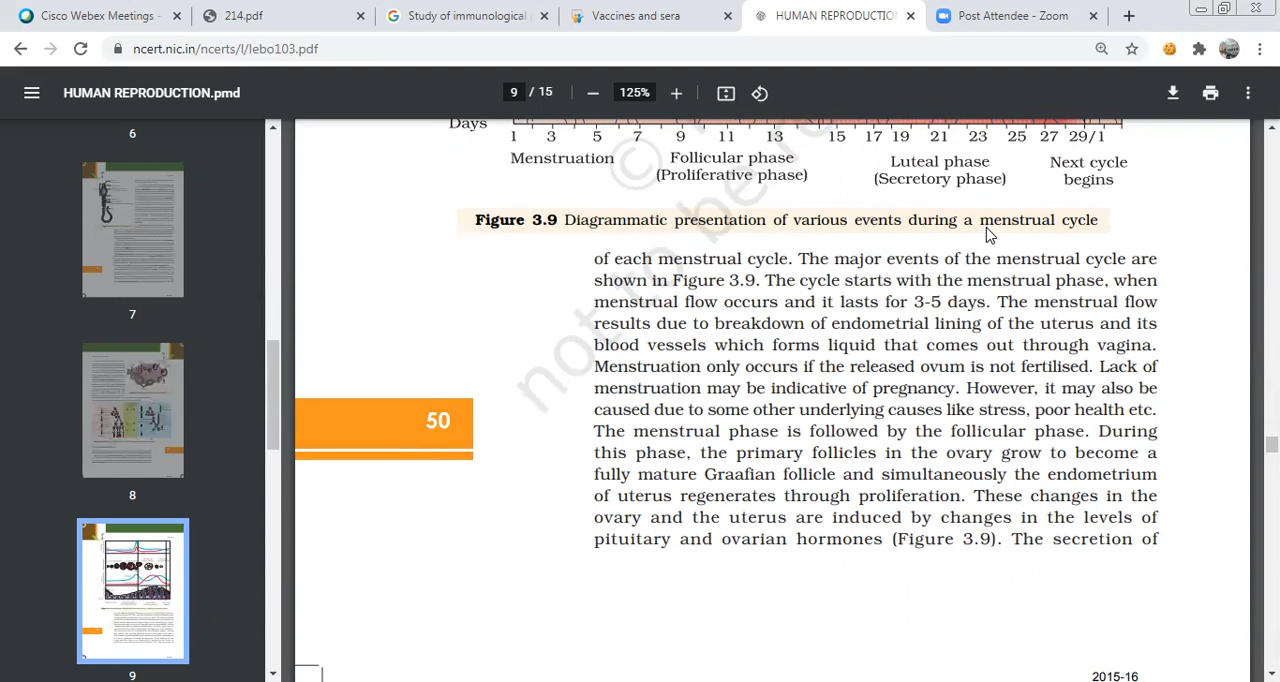 Cisco Webex Meetings -
214.pdf
Study of immunological
Vaccines and sera
HUMAN REPRODUCTIO
Post Attendee - Zoom
ncert.nic.in/ncerts/l/lebo103.pdf
HUMAN REPRODUCTION.pmd
9 / 15
125%
6
7
8
9
Days
1 3 5 7 9 11 13 15 17 19 21 23 25 27 29/1
Menstruation
Follicular phase
(Proliferative phase)
Luteal phase
(Secretory phase)
Next cycle
begins
©
not to be
Figure 3.9 Diagrammatic presentation of various events during a menstrual cycle
of each menstrual cycle. The major events of the menstrual cycle are
shown in Figure 3.9. The cycle starts with the menstrual phase, when
menstrual flow occurs and it lasts for 3-5 days. The menstrual flow
results due to breakdown of endometrial lining of the uterus and its
blood vessels which forms liquid that comes out through vagina.
Menstruation only occurs if the released ovum is not fertilised. Lack of
menstruation may be indicative of pregnancy. However, it may also be
caused due to some other underlying causes like stress, poor health etc.
The menstrual phase is followed by the follicular phase. During
this phase, the primary follicles in the ovary grow to become a
fully mature Graafian follicle and simultaneously the endometrium
of uterus regenerates through proliferation. These changes in the
ovary and the uterus are induced by changes in the levels of
pituitary and ovarian hormones (Figure 3.9). The secretion of
50
2015-16